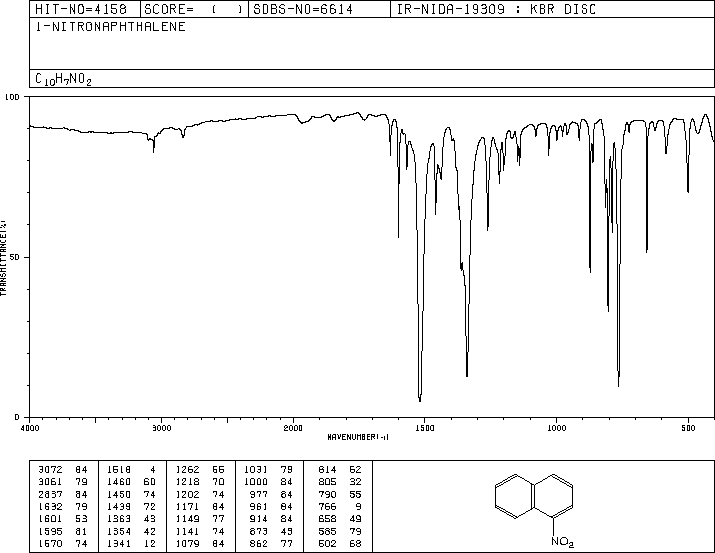 HIT-NO=4158 SCORE= ( ) SDBS-NO=6614 IR-NIDA-19309 : KBR DISC
1-NITRONAPHTHALENE
C10H7NO2
100
50
0
TRANSMITTANCE(%)
4000 3000 2000 1500 1000 500
WAVENUMBER(-1)
3072 84 1518 4 1262 55 1031 79 814 62
3061 79 1460 60 1218 70 1000 84 805 32
2837 84 1450 74 1202 74 977 84 790 55
1632 79 1439 72 1171 84 961 84 766 9
1601 53 1363 43 1149 77 914 84 658 49
1595 81 1354 42 1141 74 873 43 585 79
1570 74 1341 12 1079 84 862 77 502 68
NO2